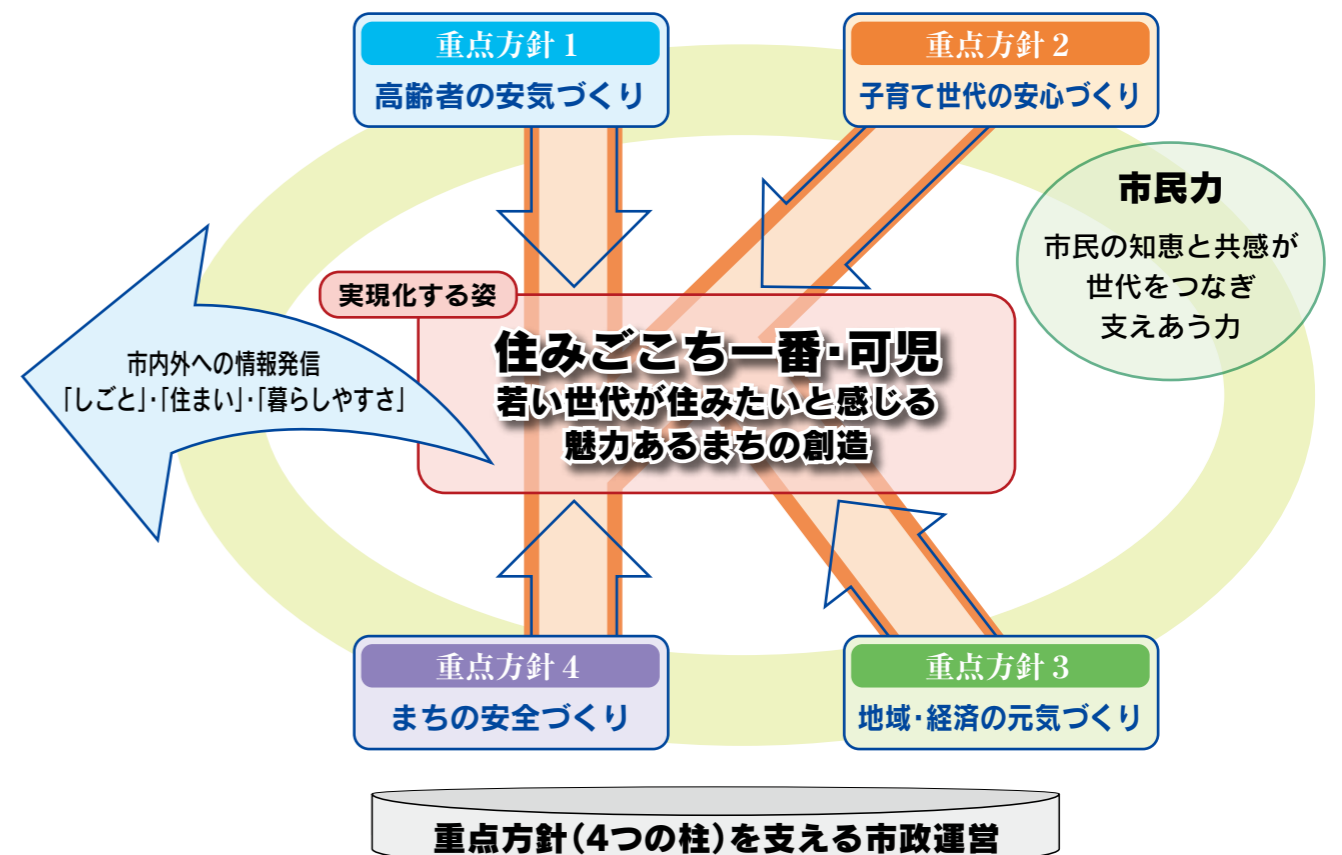 重点方針1
高齢者の安気づくり
重点方針2
子育て世代の安心づくり
市民力
市民の知恵と共感が
世代をつなぎ
支えあう力
実現化する姿
住みごこち一番・可児
若い世代が住みたいと感じる
魅力あるまちの創造
市内外への情報発信
「しごと」・「住まい」・「暮らしやすさ」
重点方針4
まちの安全づくり
重点方針3
地域・経済の元気づくり
重点方針(4つの柱)を支える市政運営